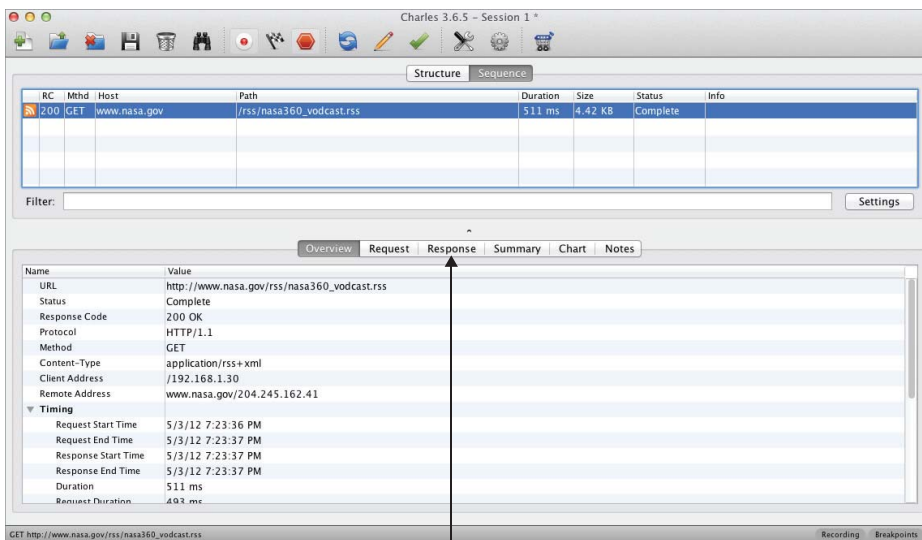 Charles 3.6.5 – Session 1 *
Structure Sequence
RC Mthd Host Path Duration Size Status Info
200 GET www.nasa.gov /rss/nasa360_vodcast.rss 511 ms 4.42 KB Complete
Filter: Settings
Overview Request Response Summary Chart Notes
Name Value
URL http://www.nasa.gov/rss/nasa360_vodcast.rss
Status Complete
Response Code 200 OK
Protocol HTTP/1.1
Method GET
Content-Type application/rss+xml
Client Address /192.168.1.30
Remote Address www.nasa.gov/204.245.162.41
Timing
Request Start Time 5/3/12 7:23:36 PM
Request End Time 5/3/12 7:23:37 PM
Response Start Time 5/3/12 7:23:37 PM
Response End Time 5/3/12 7:23:37 PM
Duration 511 ms
Request Duration 493 ms
GET http://www.nasa.gov/rss/nasa360_vodcast.rss Recording Breakpoints